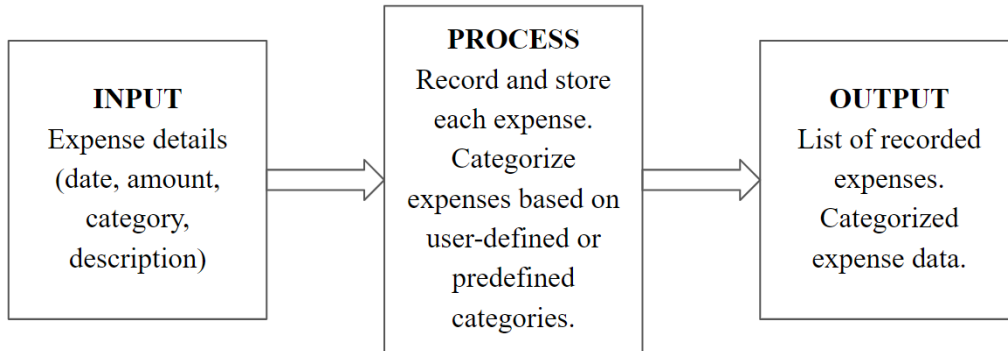 INPUT
Expense details
(date, amount,
category,
description)
PROCESS
Record and store
each expense.
Categorize
expenses based on
user-defined or
predefined
categories.
OUTPUT
List of recorded
expenses.
Categorized
expense data.